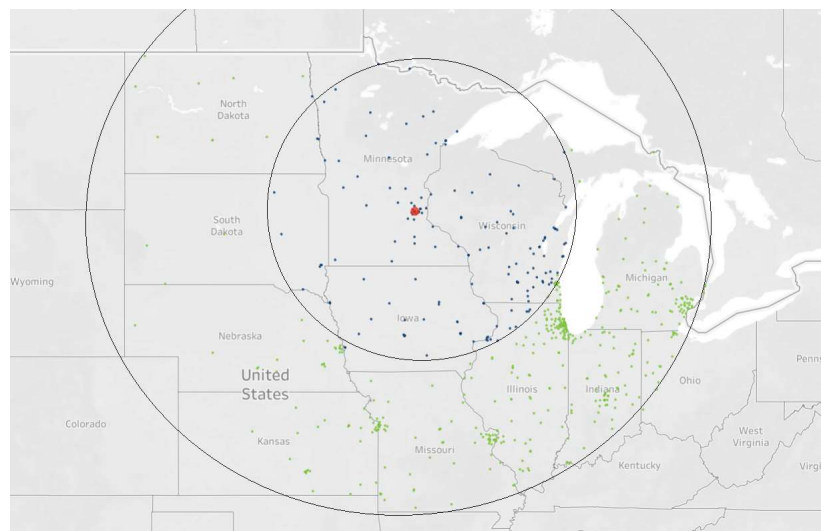 North
Dakota
Minnesota
South
Dakota
Wisconsin
Michigan
Wyoming
Iowa
Nebraska
United
States
Illinois
Indiana
Ohio
Penn
Colorado
Kansas
Missouri
West
Virginia
Kentucky
Virgi